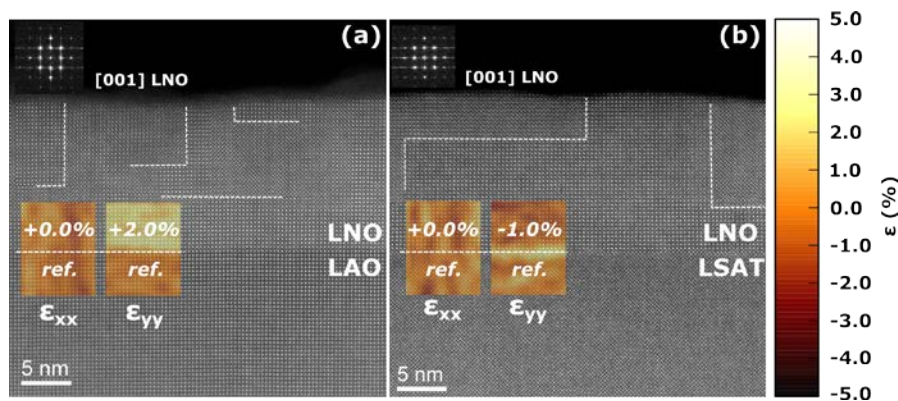 (a)
[001] LNO
+0.0% +2.0%
ref. ref.
εxx εyy
LNO
LAO
5 nm
(b)
[001] LNO
+0.0% -1.0%
ref. ref.
εxx εyy
LNO
LSAT
5 nm
5.0
4.0
3.0
2.0
1.0
0.0
-1.0
-2.0
-3.0
-4.0
-5.0
ε (%)